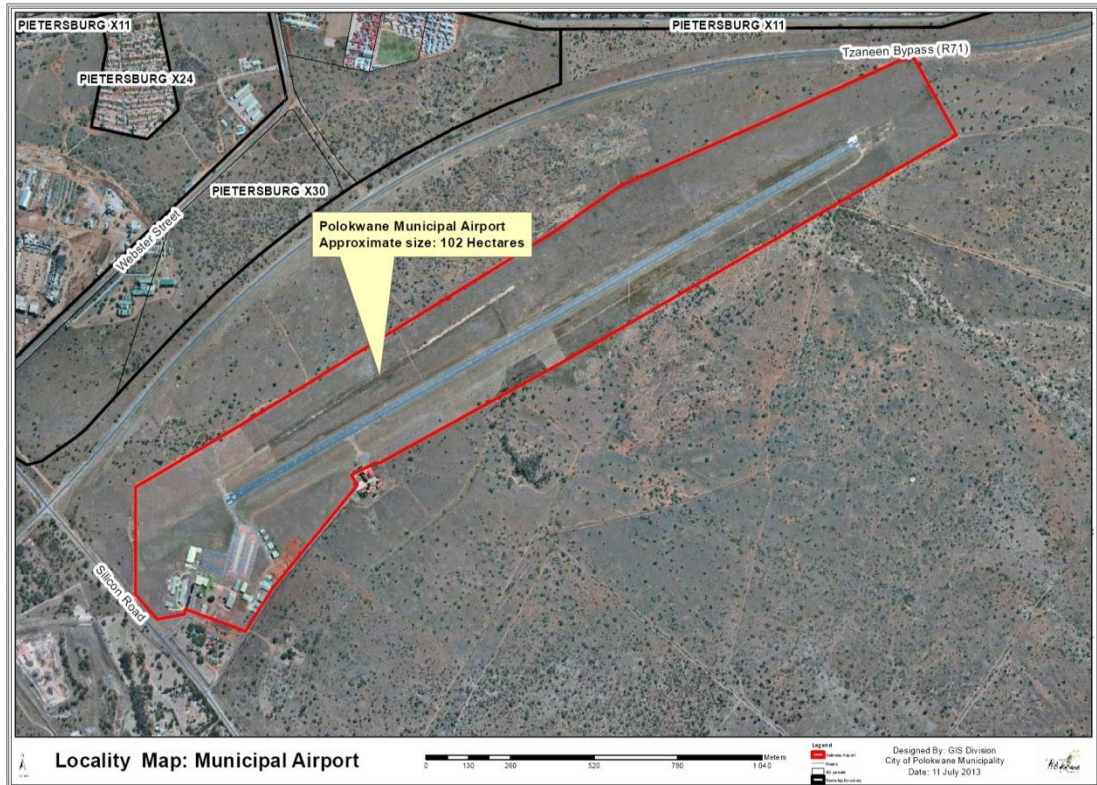 PIETERSBURG X11
PIETERSBURG X11
Tzaneen Bypass (R71)
PIETERSBURG X24
PIETERSBURG X30
Webster Street
Polokwane Municipal Airport
Approximate size: 102 Hectares
Silicon Road
Locality Map: Municipal Airport
Meters
0 130 260 520 780 1 040
Legend
Roads
Designed By: GIS Division
City of Polokwane Municipality
Date: 11 July 2013